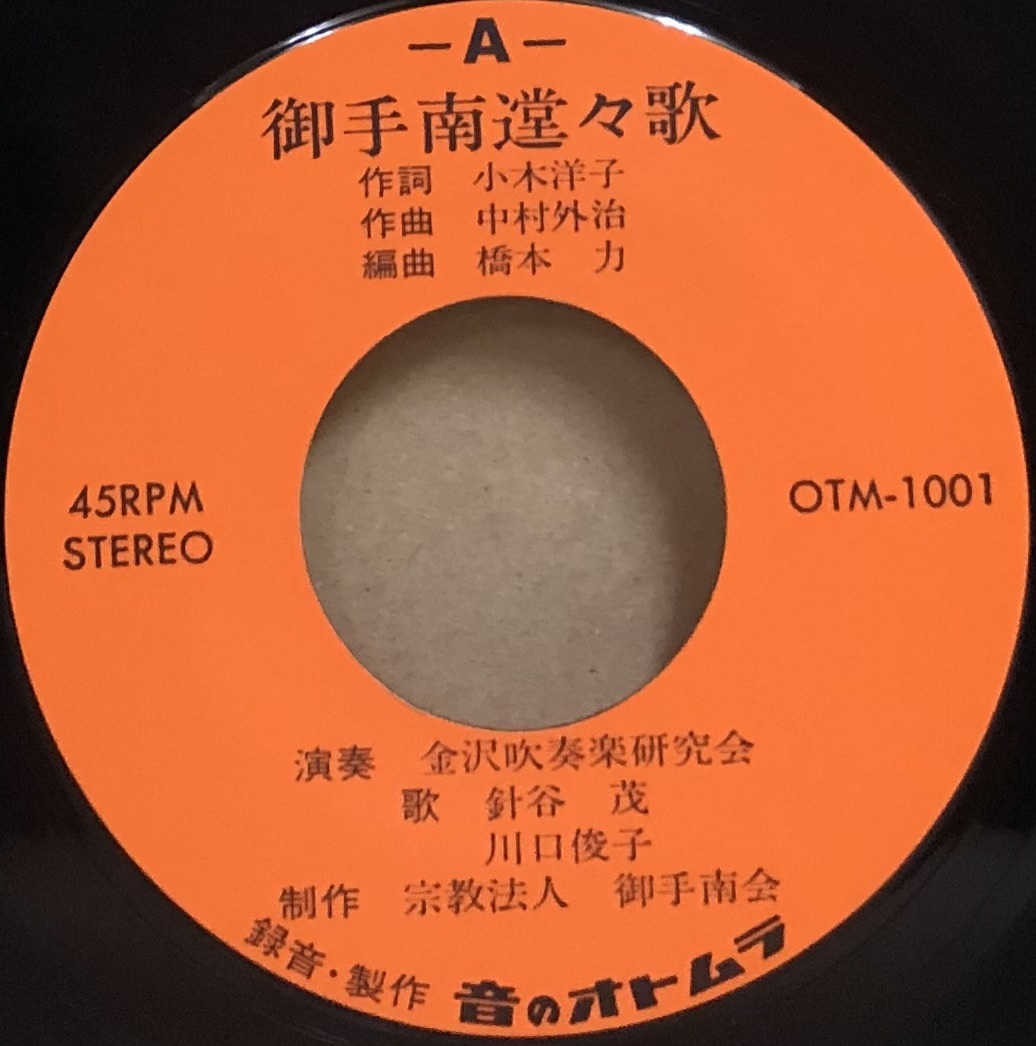 -A-
御手南遉々歌
作詞 小木洋子
作曲 中村外治
編曲 橋本 力
45RPM
STEREO
OTM-1001
演奏 金沢吹奏楽研究会
歌 針谷 茂
川口俊子
制作 宗教法人 御手南会
録音・製作 音のオトムラ